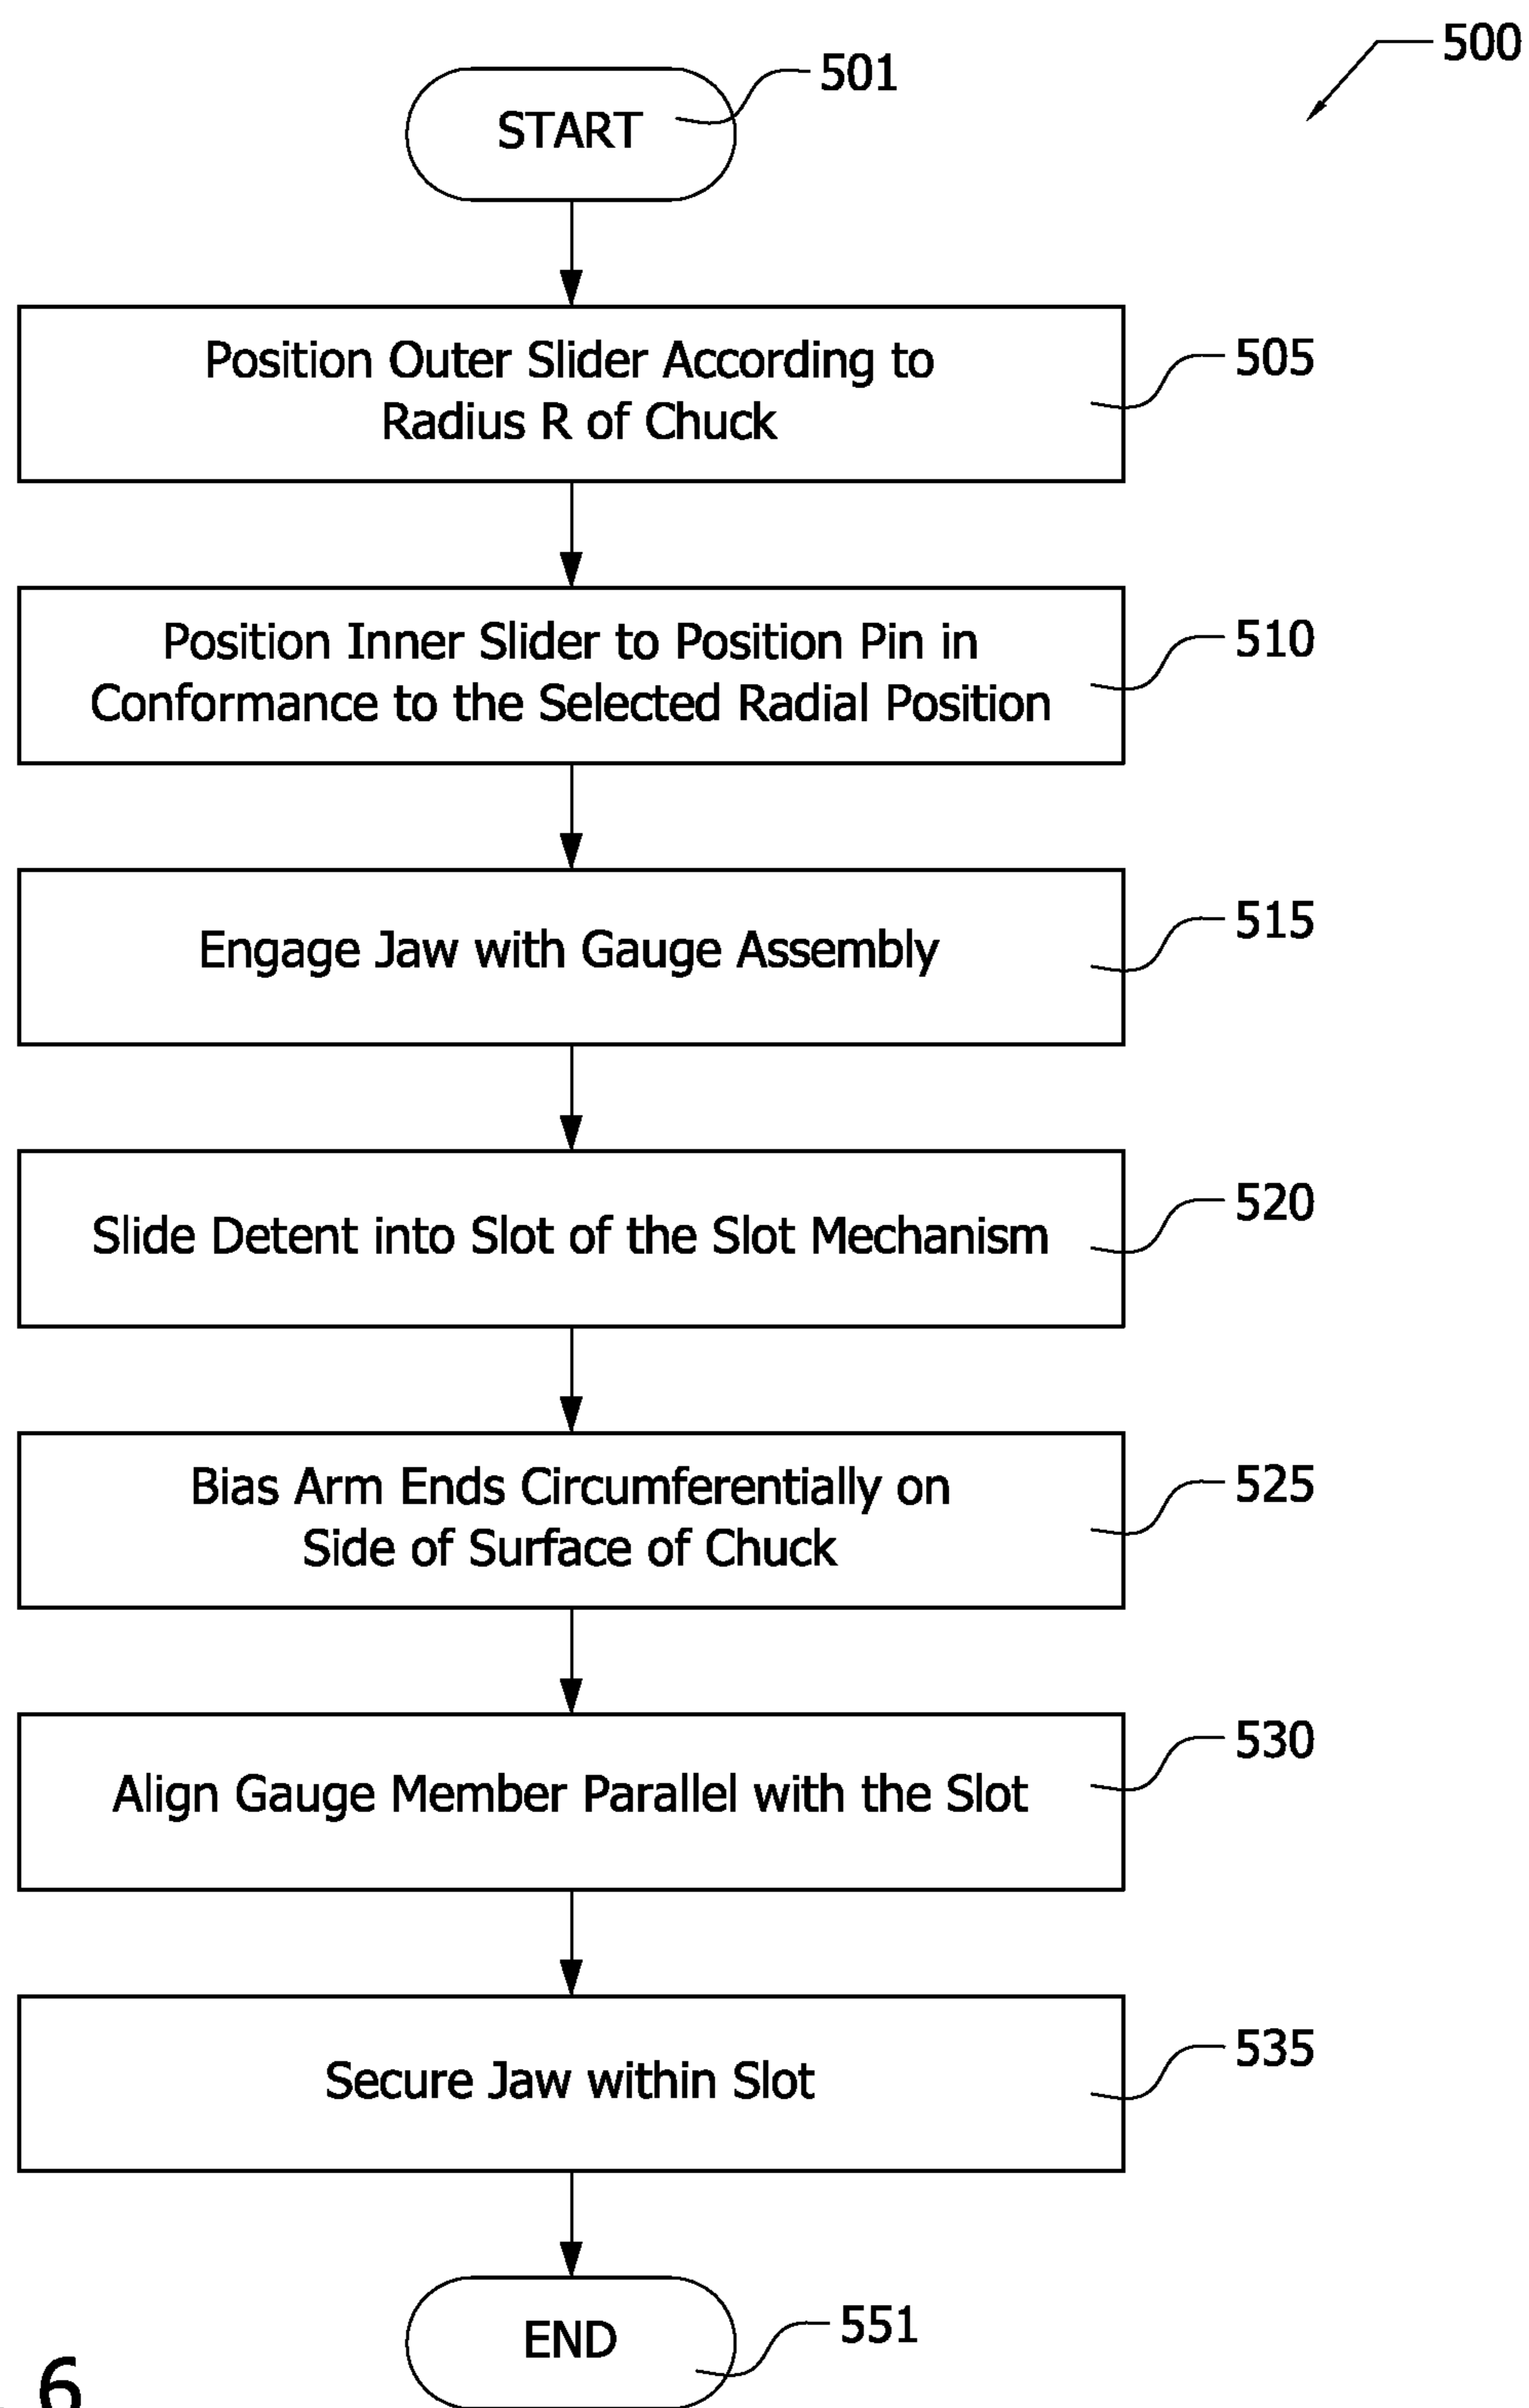 500
501
START
Position Outer Slider According to
Radius R of Chuck
505
Position Inner Slider to Position Pin in
Conformance to the Selected Radial Position
510
Engage Jaw with Gauge Assembly
515
Slide Detent into Slot of the Slot Mechanism
520
Bias Arm Ends Circumferentially on
Side of Surface of Chuck
525
Align Gauge Member Parallel with the Slot
530
Secure Jaw within Slot
535
END
551
6